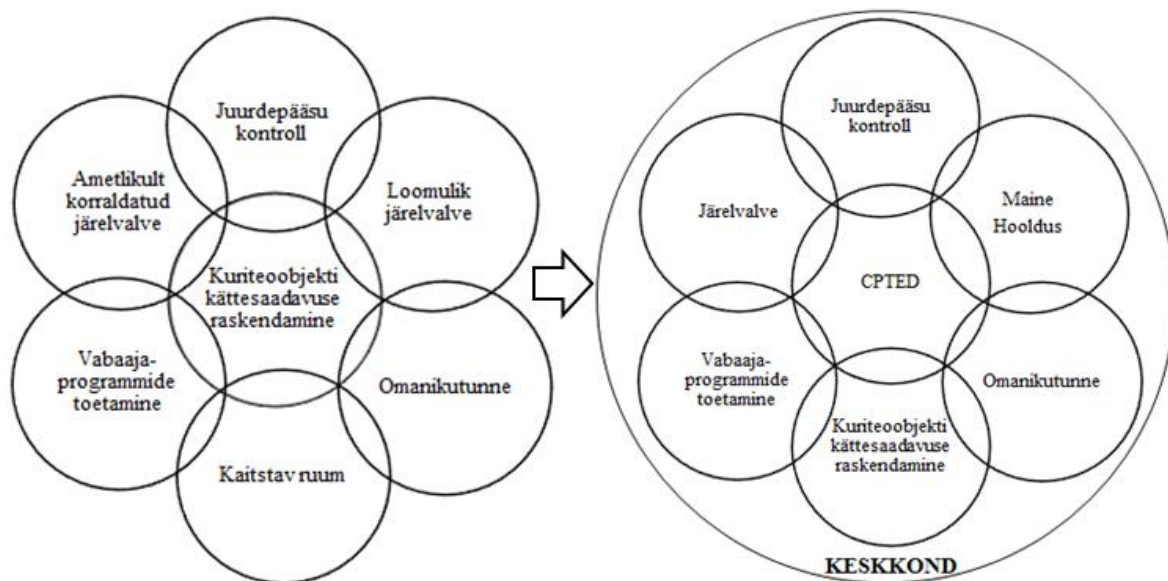 Juurdepääsu
kontroll
Ametlikult
korraldatud
järelvalve
Loomulik
järelvalve
Kuriteoobjekti
kättesaadavuse
raskendamine
Vabaaja-
programmide
toetamine
Omanikutunne
Kaitstav ruum
Juurdepääsu
kontroll
Järelvalve
Maine
Hooldus
CPTED
Vabaaja-
programmide
toetamine
Omanikutunne
Kuriteoobjekti
kättesaadavuse
raskendamine
KESKKOND